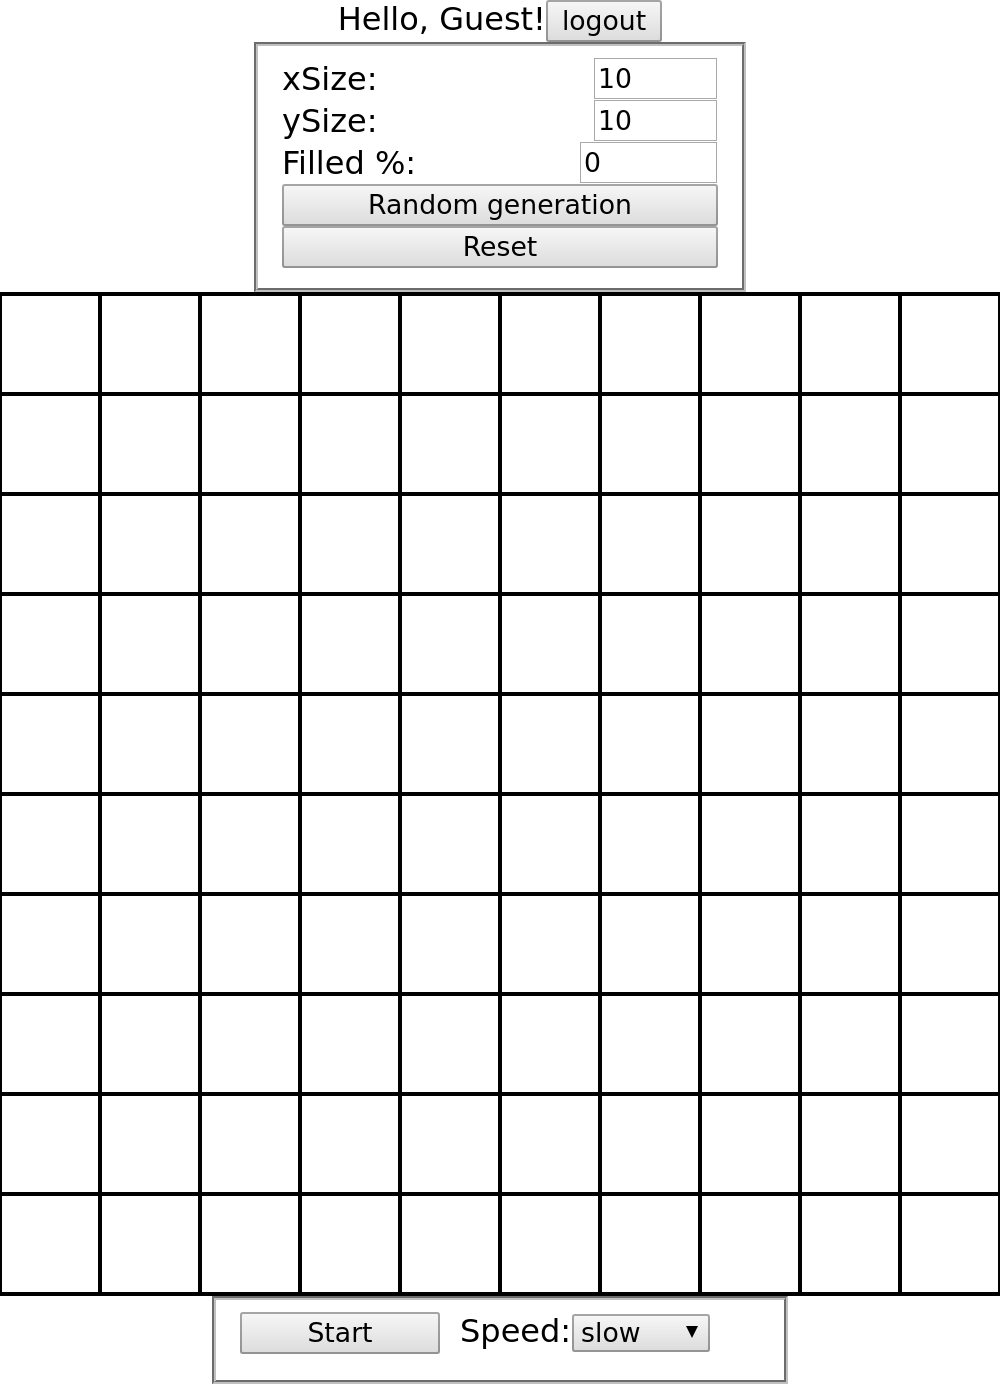 Hello, Guest! logout
xSize: 10
ySize: 10
Filled %: 0
Random generation
Reset
Start Speed: slow